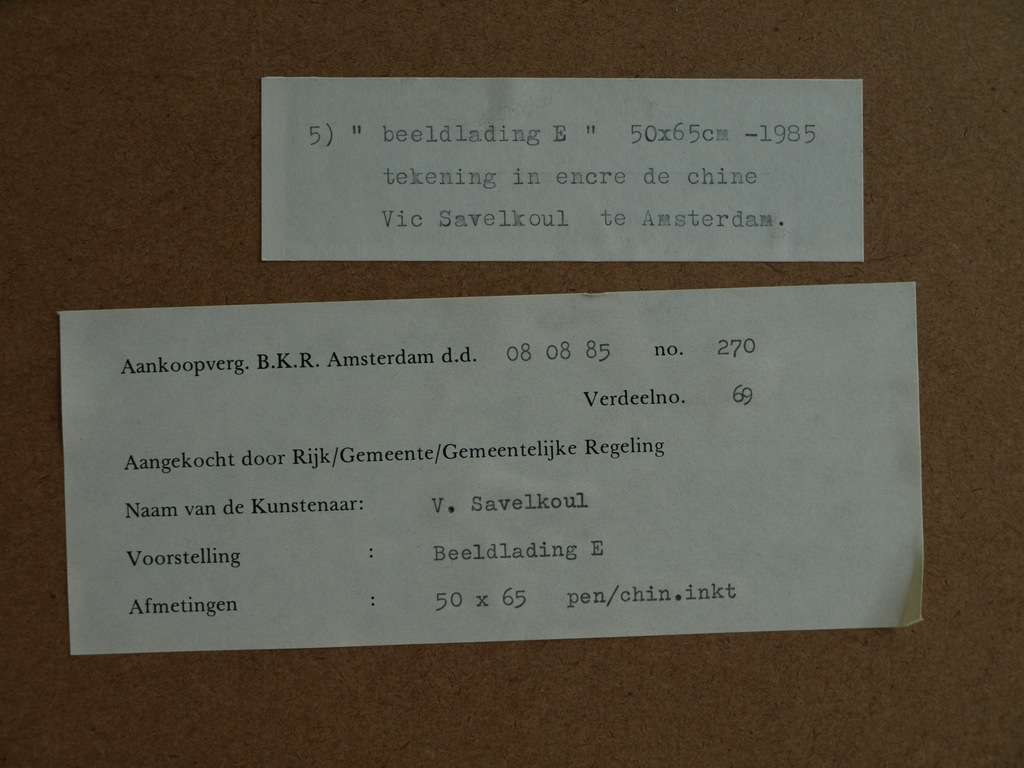 5) " beeldlading E " 50x65cm -1985
tekening in encre de chine
Vic Savelkoul te Amsterdam.
Aankoopverg. B.K.R. Amsterdam d.d. 08 08 85 no. 270
Verdeelno. 69
Aangekocht door Rijk/Gemeente/Gemeentelijke Regeling
Naam van de Kunstenaar: V. Savelkoul
Voorstelling : Beeldlading E
Afmetingen : 50 x 65 pen/chin.inkt